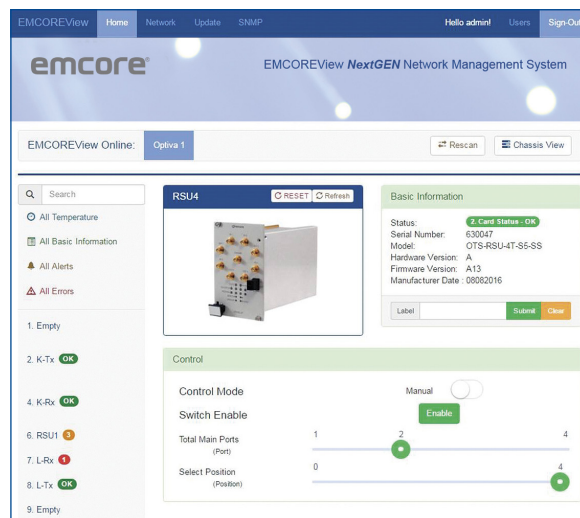 EMCOREView Home Network Update SNMP Hello admin! Users Sign-Out
emcore®
EMCOREView NextGEN Network Management System
EMCOREView Online: Optiva 1 Rescan Chassis View
Search
All Temperature
All Basic Information
All Alerts
All Errors
1. Empty
2. K-Tx OK
4. K-Rx OK
6. RSU1 3
7. L-Rx 1
8. L-Tx OK
9. Empty
RSU4 RESET Refresh
Basic Information
Status: 2. Card Status - OK
Serial Number: 630047
Model: OTS-RSU-4T-S5-SS
Hardware Version: A
Firmware Version: A13
Manufacturer Date : 08082016
Label Submit Clear
Control
Control Mode Manual
Switch Enable Enable
Total Main Ports 1 2 4
(Port)
Select Position 0 4
(Position)